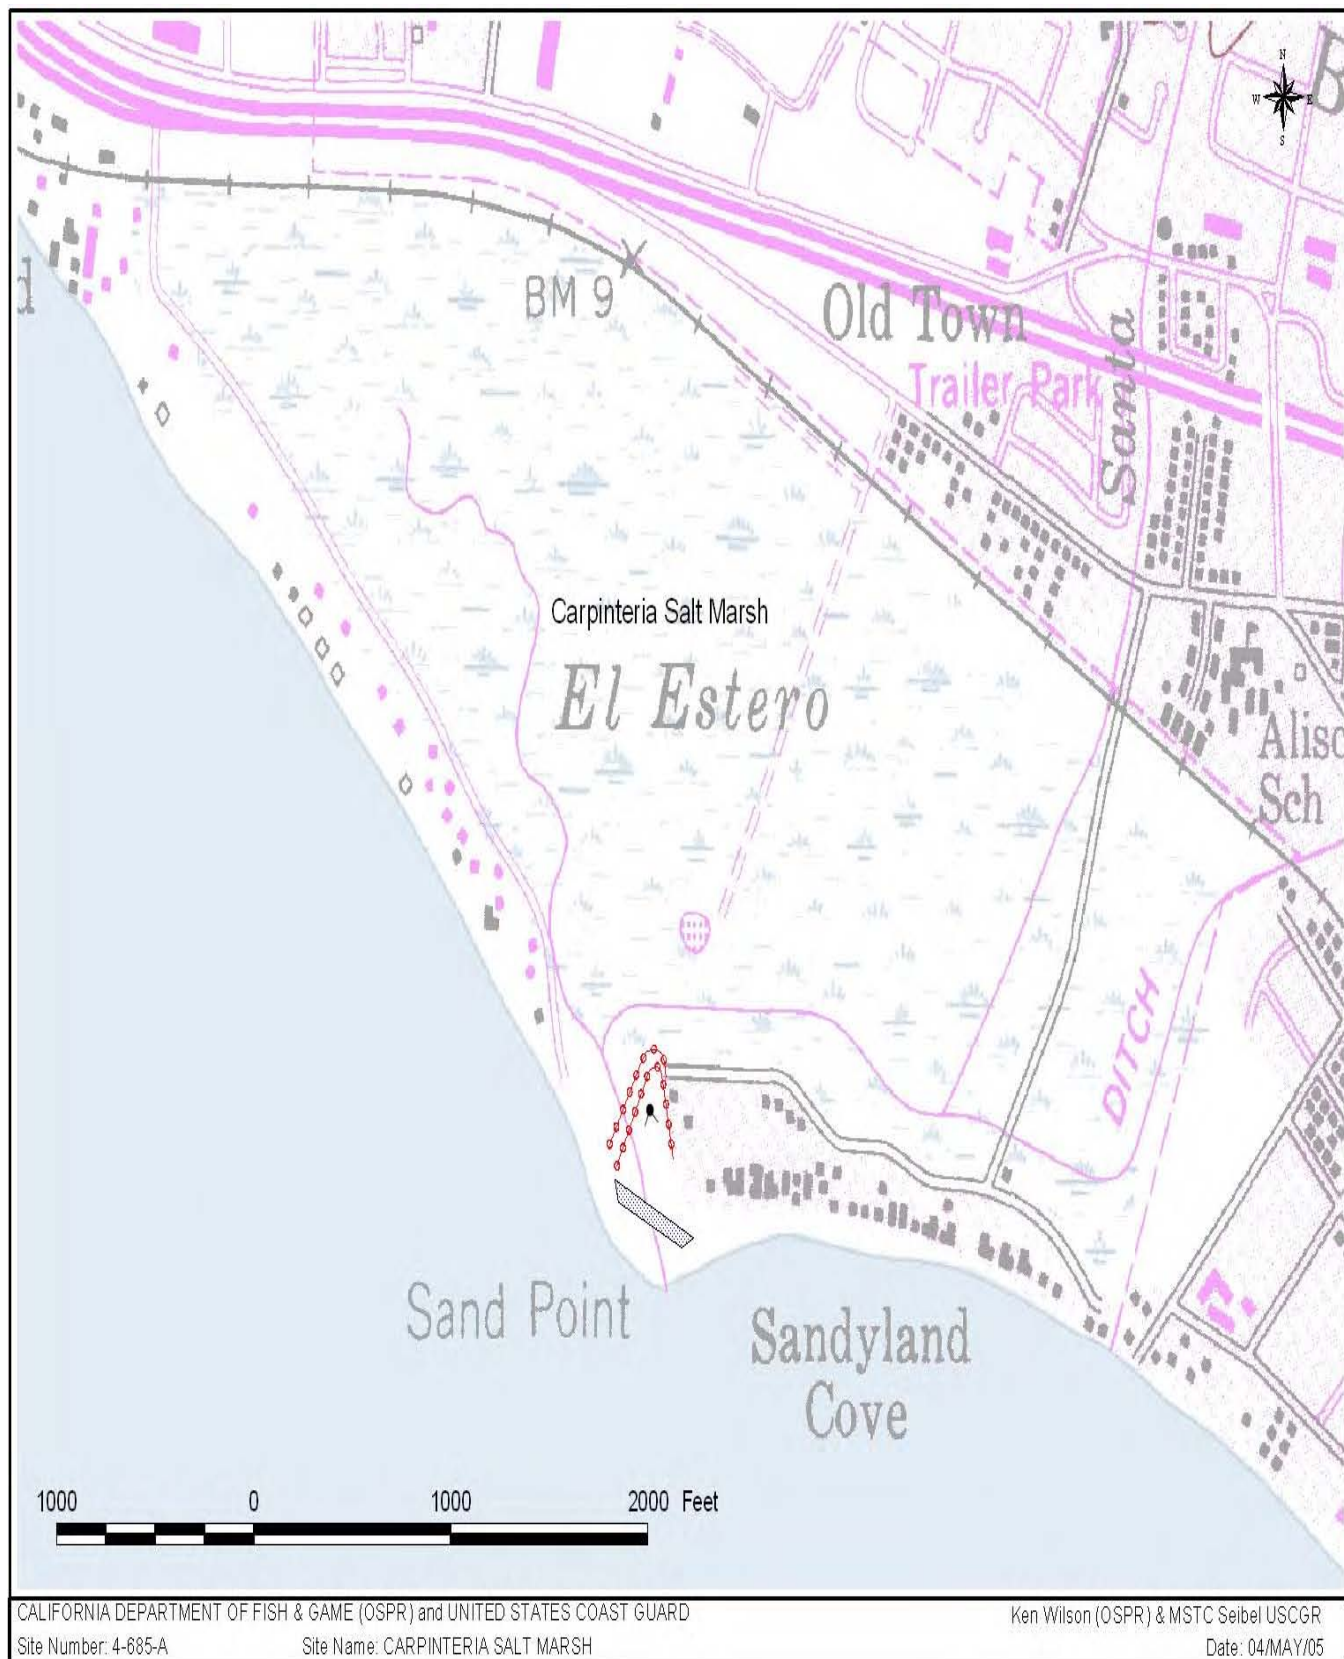 N
W E
S
B
d
BM 9
Old Town
Trailer Park
Santa
Carpinteria Salt Marsh
El Estero
Alisc
Sch
DITCH
Sand Point
Sandyland
Cove
1000 0 1000 2000 Feet
CALIFORNIA DEPARTMENT OF FISH & GAME (OSPR) and UNITED STATES COAST GUARD
Ken Wilson (OSPR) & MSTC Seibel USCGR
Site Number: 4-685-A Site Name: CARPINTERIA SALT MARSH
Date: 04/MAY/05